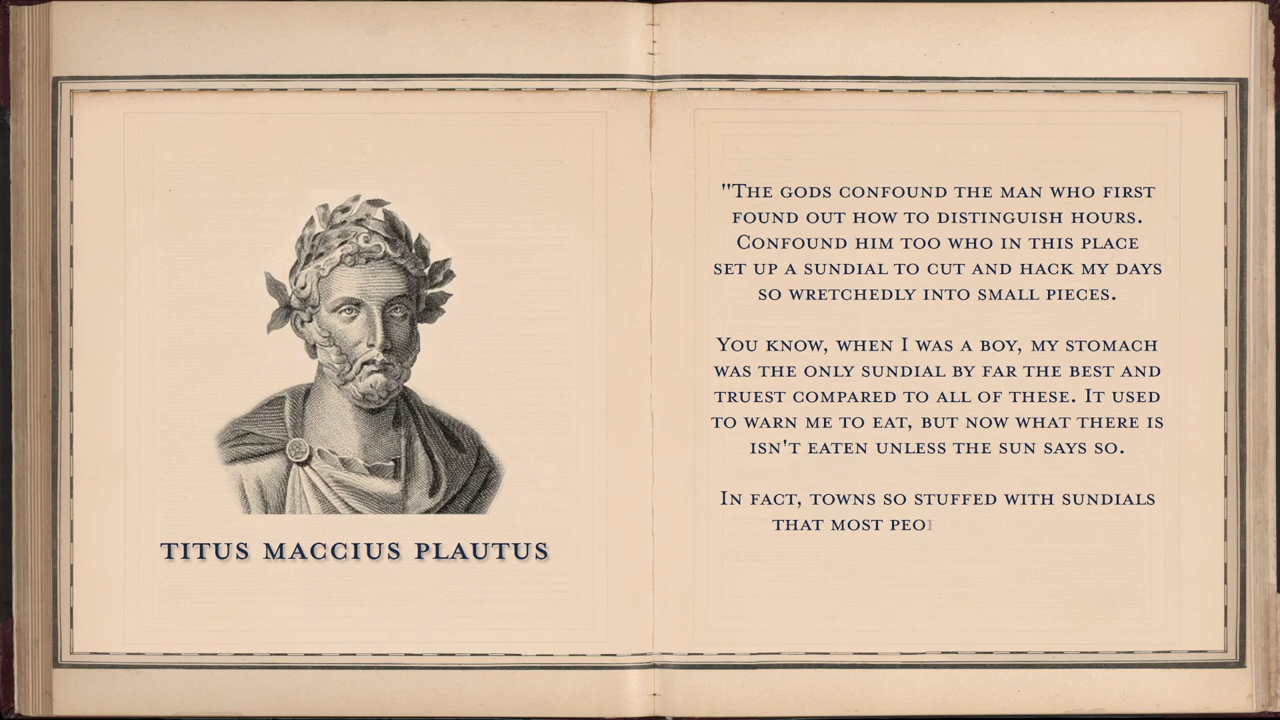 TITUS MACCIUS PLAUTUS
"The gods confound the man who first
found out how to distinguish hours.
Confound him too who in this place
set up a sundial to cut and hack my days
so wretchedly into small pieces.
You know, when I was a boy, my stomach
was the only sundial by far the best and
truest compared to all of these. It used
to warn me to eat, but now what there is
isn't eaten unless the sun says so.
In fact, towns so stuffed with sundials
that most peo